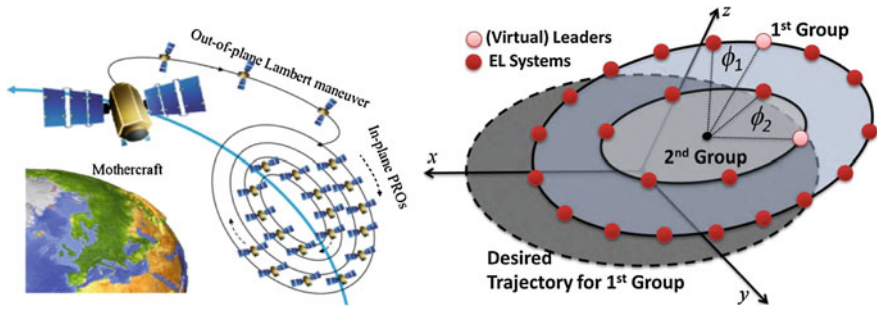 Out-of-plane Lambert maneuver
In-plane PROs
Mothercraft
(Virtual) Leaders
EL Systems
z
1st Group
ϕ1
ϕ2
2nd Group
x
Desired
Trajectory for 1st Group
y